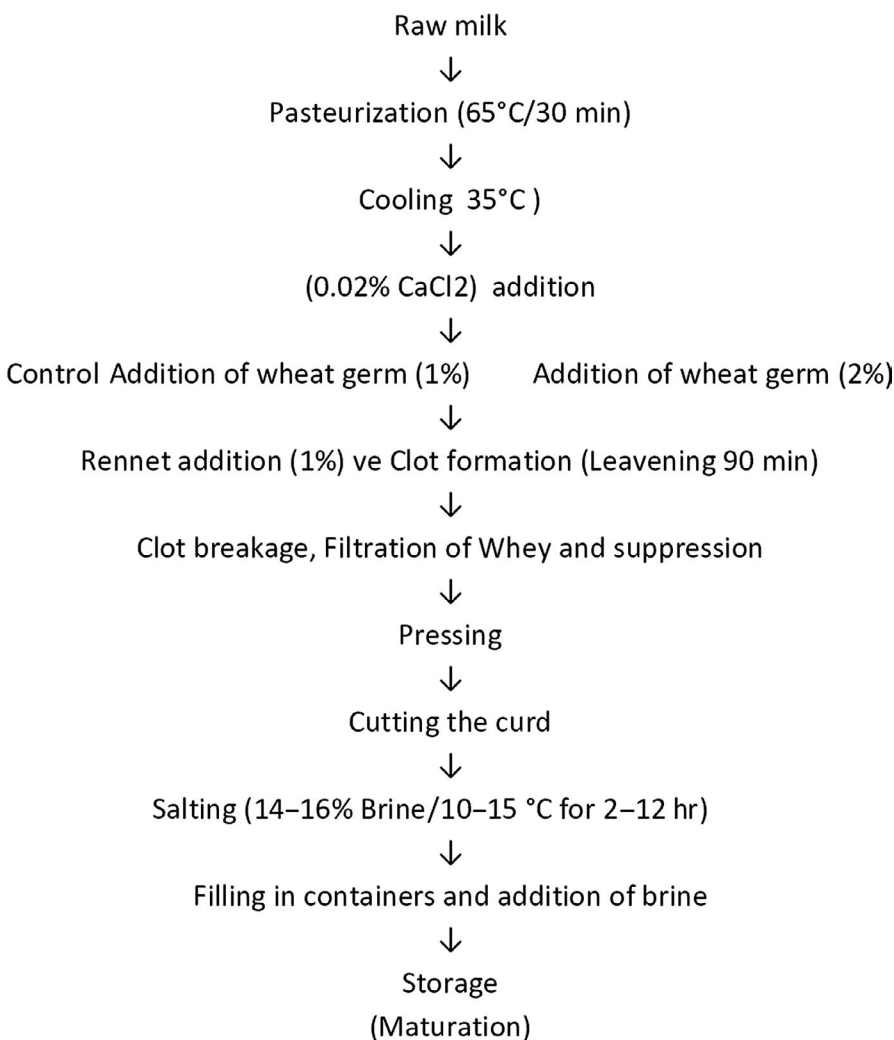 Raw milk
↓
Pasteurization (65°C/30 min)
↓
Cooling 35°C )
↓
(0.02% CaCl2) addition
↓
Control Addition of wheat germ (1%) Addition of wheat germ (2%)
↓
Rennet addition (1%) ve Clot formation (Leavening 90 min)
↓
Clot breakage, Filtration of Whey and suppression
↓
Pressing
↓
Cutting the curd
↓
Salting (14–16% Brine/10–15 °C for 2–12 hr)
↓
Filling in containers and addition of brine
↓
Storage
(Maturation)